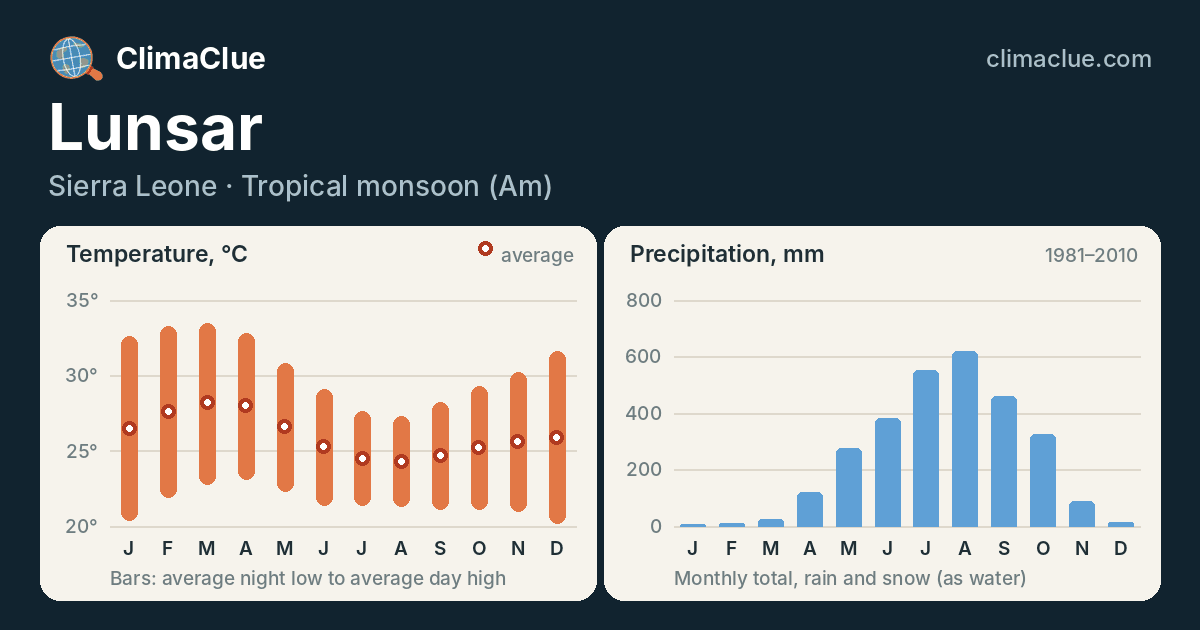 ClimaClue
climaclue.com
Lunsar
Sierra Leone · Tropical monsoon (Am)
Temperature, °C
average
35°
30°
25°
20°
J F M A M J J A S O N D
Bars: average night low to average day high
Precipitation, mm
1981–2010
800
600
400
200
0
J F M A M J J A S O N D
Monthly total, rain and snow (as water)